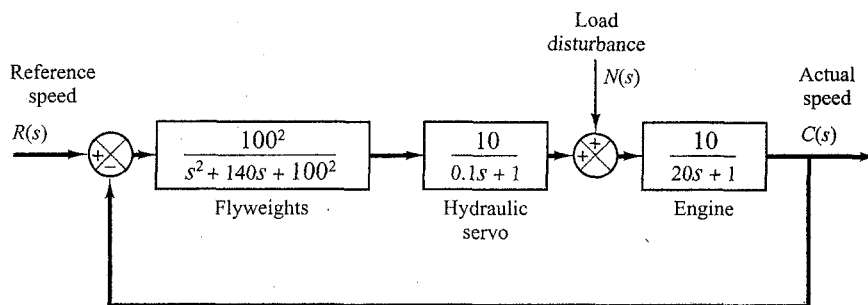 Load
disturbance
Reference
speed
N(s)
Actual
speed
R(s)
C(s)
+
−
100²
s² + 140s + 100²
10
0.1s + 1
+
+
10
20s + 1
Flyweights
Hydraulic
servo
Engine